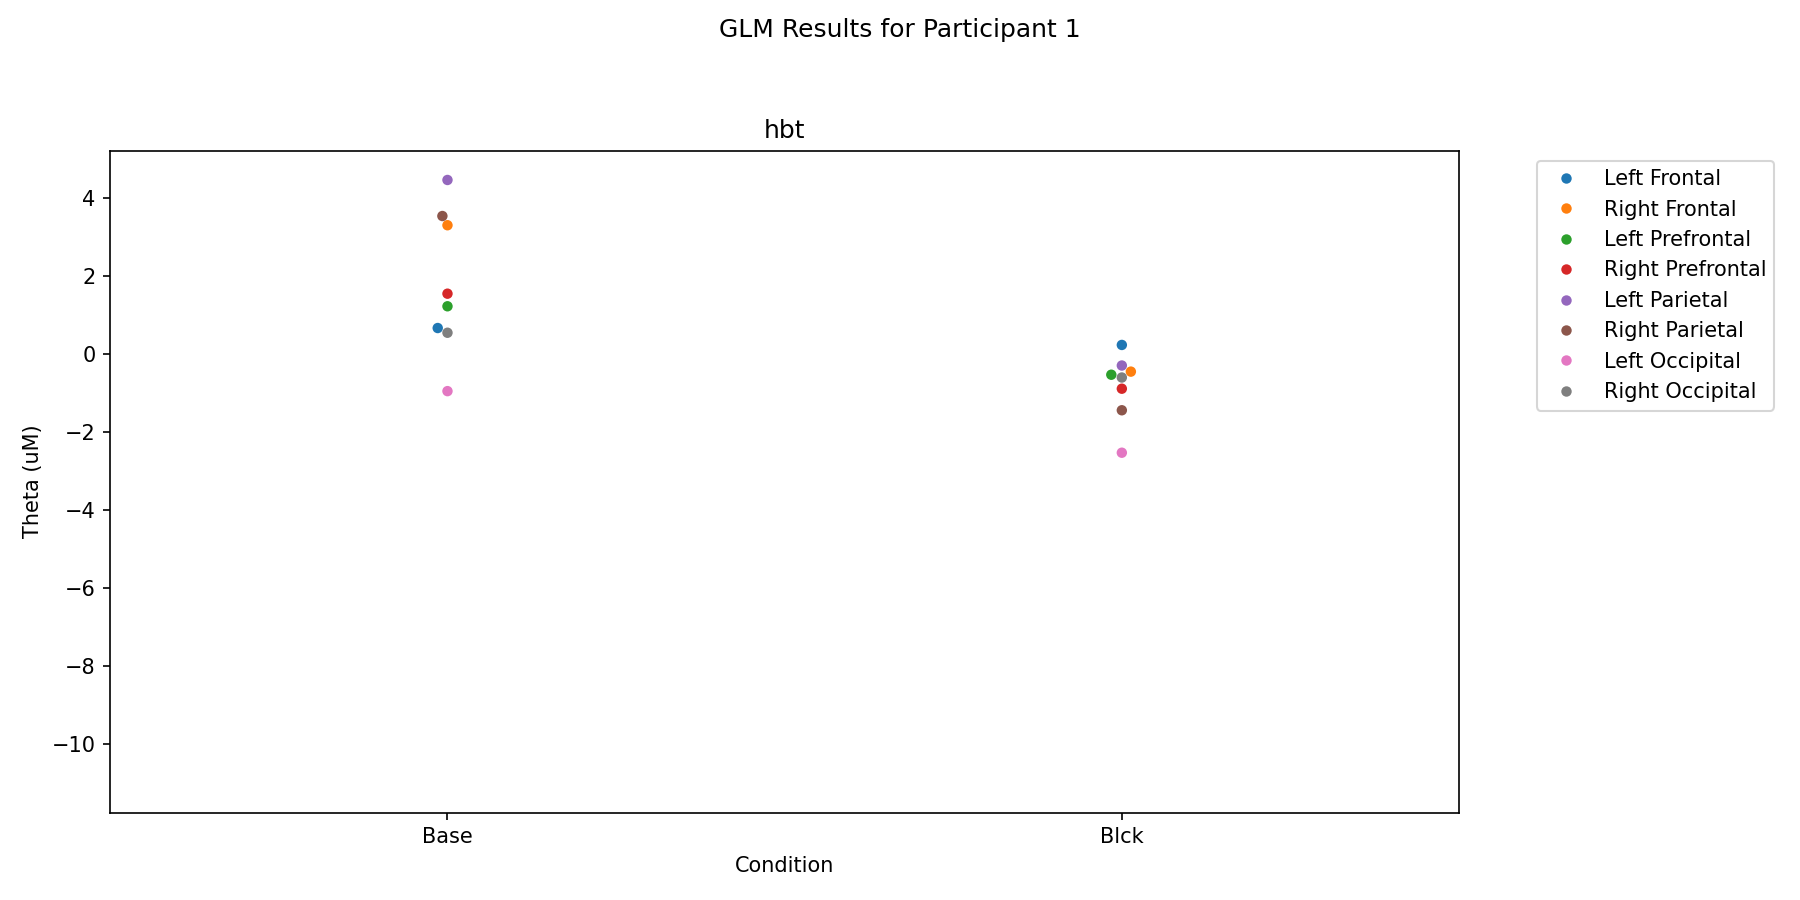 GLM Results for Participant 1
hbt
4
2
0
−2
−4
−6
−8
−10
Theta (uM)
Base
Blck
Condition
Left Frontal
Right Frontal
Left Prefrontal
Right Prefrontal
Left Parietal
Right Parietal
Left Occipital
Right Occipital